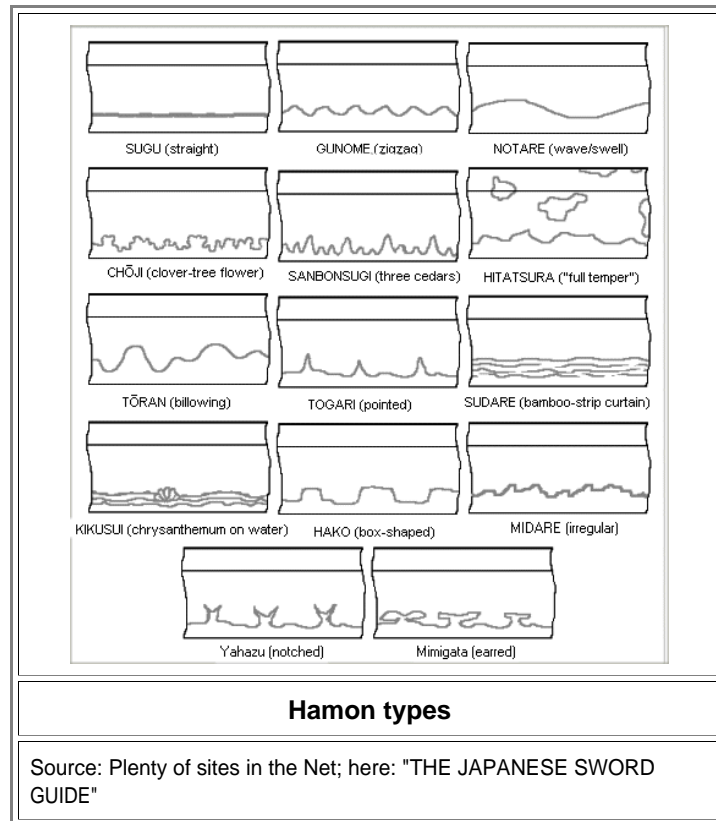 SUGU (straight) GUNOME (zigzag) NOTARE (wave/swell)
CHŌJI (clover-tree flower) SANBONSUGI (three cedars) HITATSURA ("full temper")
TŌRAN (billowing) TOGARI (pointed) SUDARE (bamboo-strip curtain)
KIKUSUI (chrysanthemum on water) HAKO (box-shaped) MIDARE (irregular)
Yahazu (notched) Mimigata (earred)
Hamon types
Source: Plenty of sites in the Net; here: "THE JAPANESE SWORD
GUIDE"